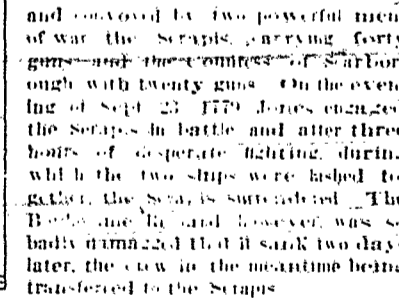 and convoyed by two powerful men
of war the Serapis, carrying forty
guns and the Countess of Scarbor
ough with twenty guns. On the even
ing of Sept 23 1779 Jones engaged
the Serapis in battle and after three
hours of desperate fighting, during
which the two ships were lashed to
gether, the Serapis surrendered. The
however, was so
badly damaged that it sank two days
later, the crew in the meantime being
transferred to the Serapis